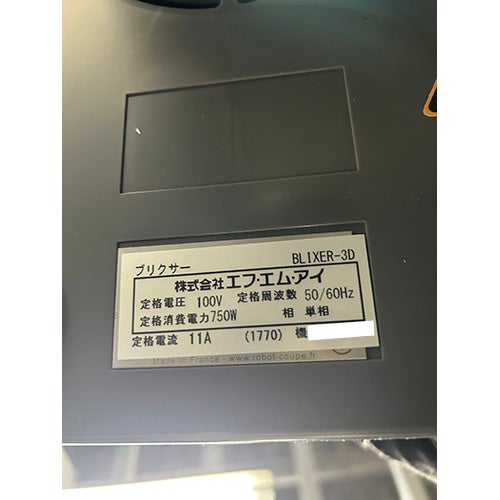 ブリクサー BLIXER-3D
株式会社エフ・エム・アイ
定格電圧 100V 定格周波数 50/60Hz
定格消費電力750W 相 単相
定格電流 11A (1770) 機
Made in France - www.robot-coupe.fr